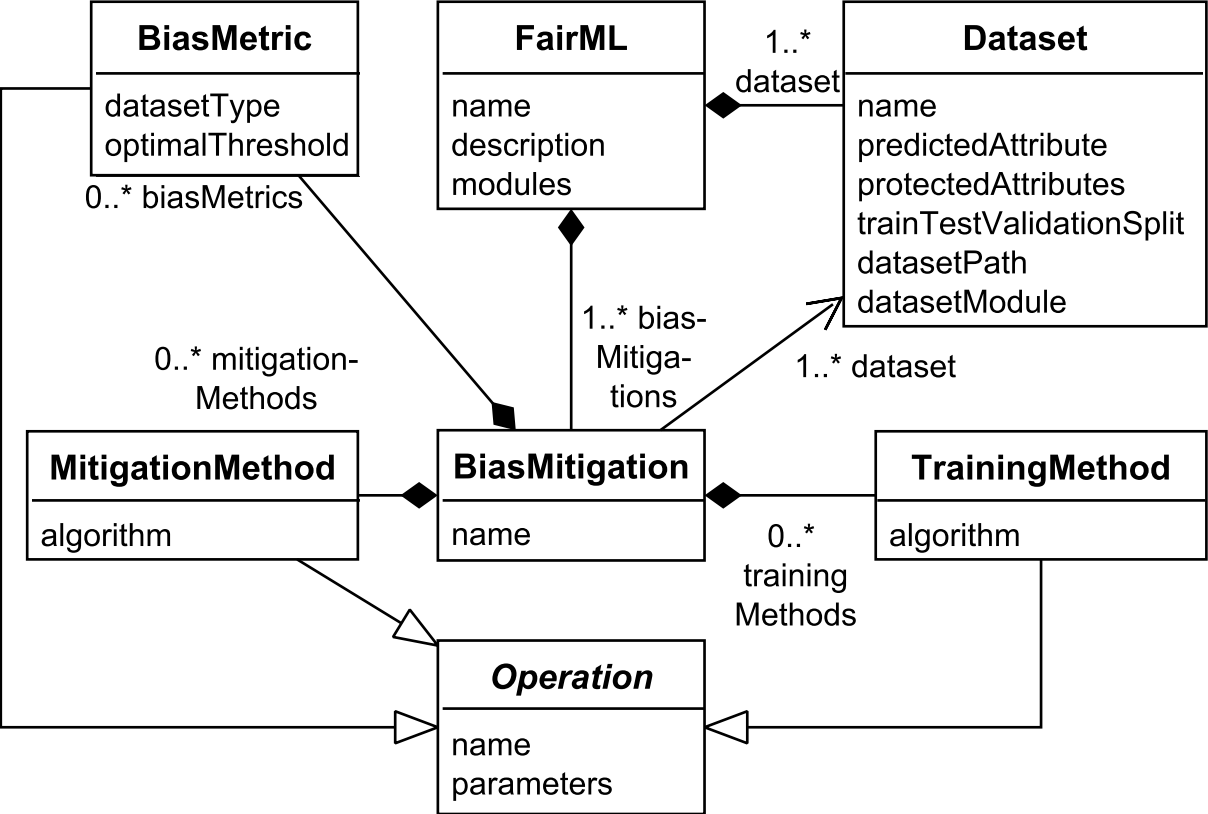 BiasMetric
datasetType
optimalThreshold
0..* biasMetrics
FairML
name
description
modules
1..*
dataset
Dataset
name
predictedAttribute
protectedAttributes
trainTestValidationSplit
datasetPath
datasetModule
1..* bias-
Mitiga-
tions
1..* dataset
0..* mitigation-
Methods
MitigationMethod
algorithm
BiasMitigation
name
TrainingMethod
algorithm
0..*
training
Methods
Operation
name
parameters